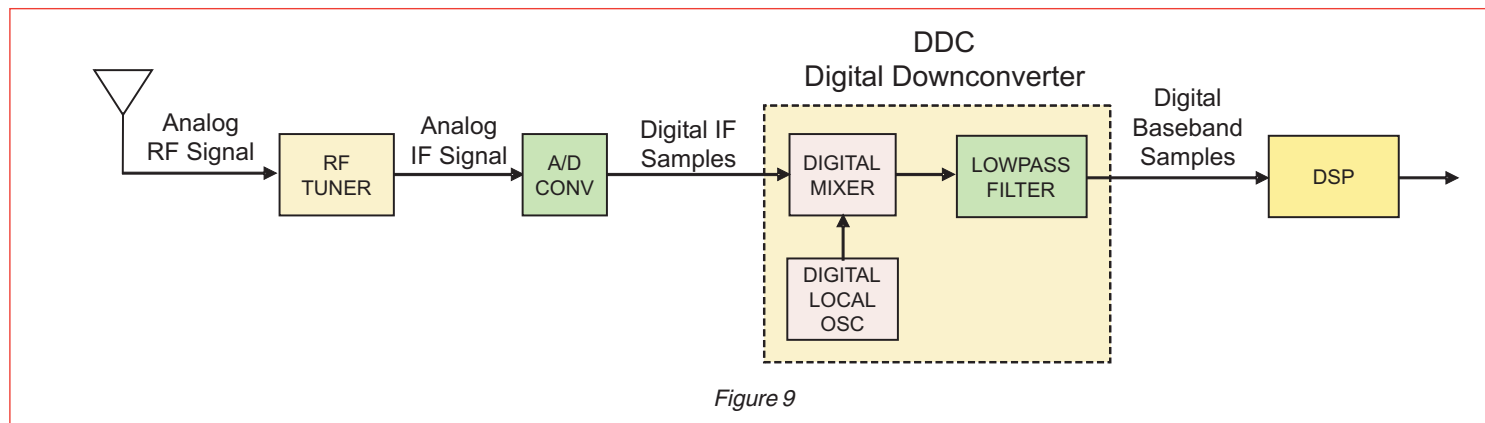 DDC
Digital Downconverter
Analog
RF Signal
RF
TUNER
Analog
IF Signal
A/D
CONV
Digital IF
Samples
DIGITAL
MIXER
LOWPASS
FILTER
DIGITAL
LOCAL
OSC
Digital
Baseband
Samples
DSP
Figure 9